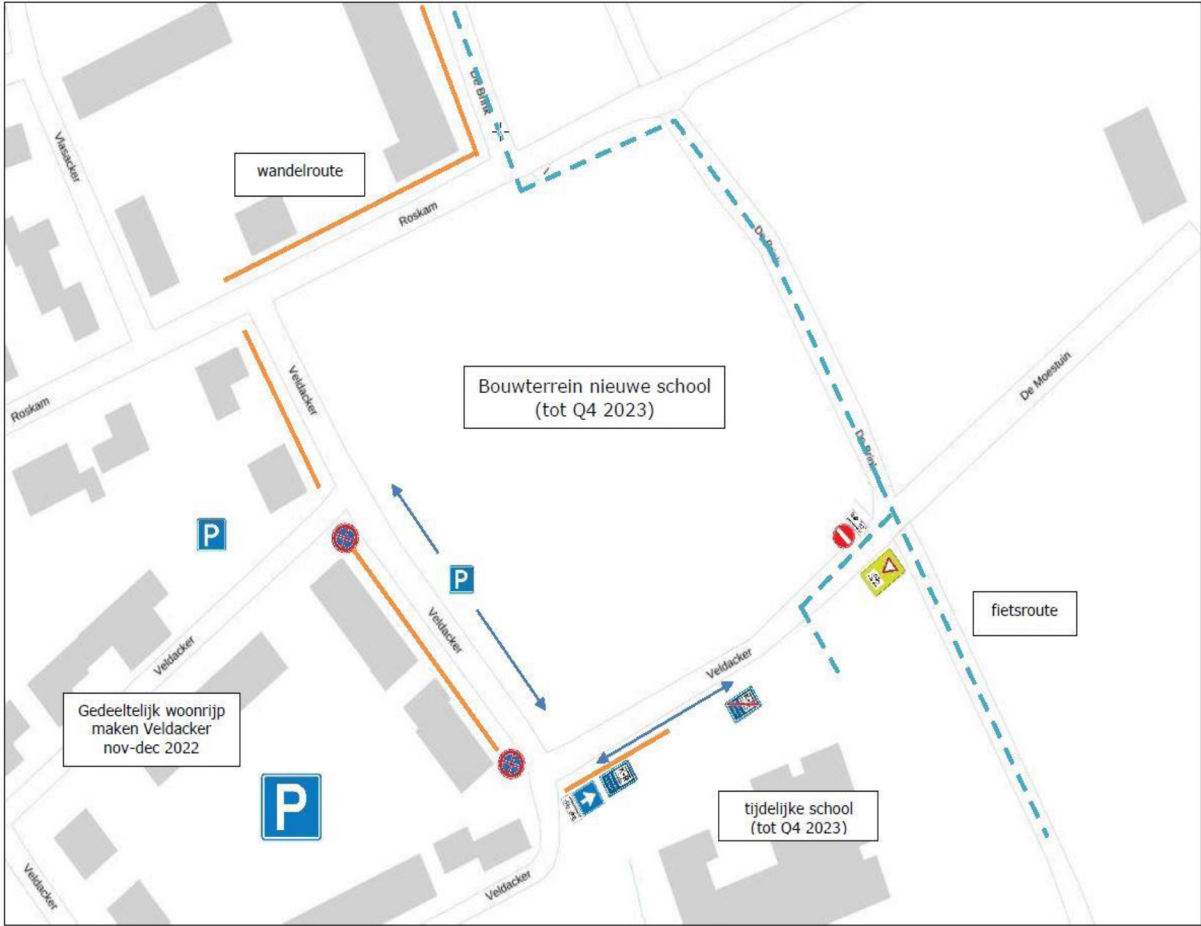 De Brink
Vlasacker
wandelroute
Roskam
De Brink
Veldacker
Bouwterrein nieuwe school
(tot Q4 2023)
De Moestuin
Roskam
De Brink
P
P
fietsroute
Veldacker
Veldacker
Veldacker
Gedeeltelijk woonrijp
maken Veldacker
nov-dec 2022
P
tijdelijke school
(tot Q4 2023)
Veldacker
Veldacker